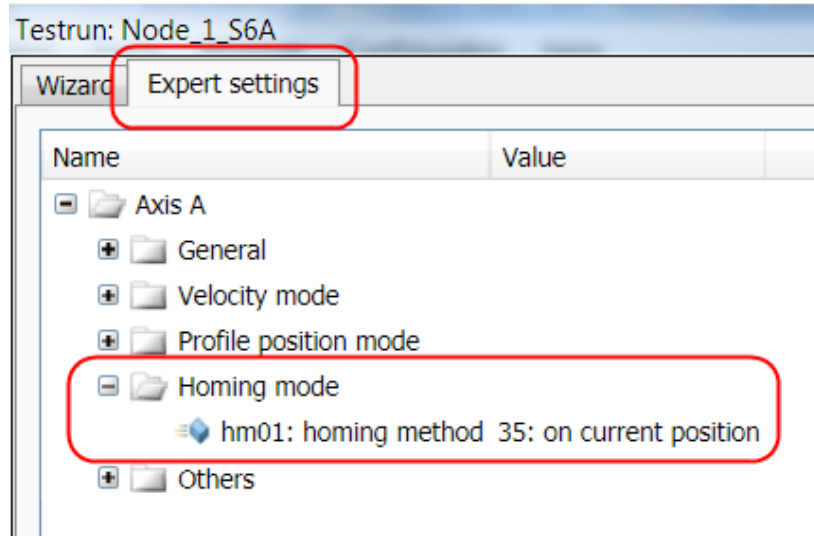 Testrun: Node_1_S6A
Wizard Expert settings
Name Value
Axis A
General
Velocity mode
Profile position mode
Homing mode
hm01: homing method 35: on current position
Others